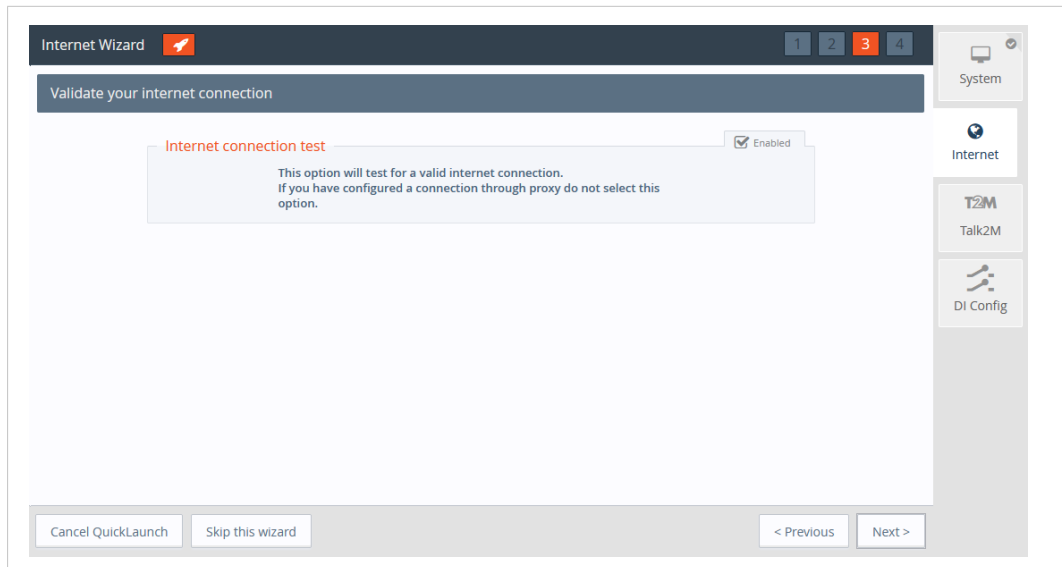 Internet Wizard
1 2 3 4
Validate your internet connection
Internet connection test
Enabled
This option will test for a valid internet connection.
If you have configured a connection through proxy do not select this
option.
Cancel QuickLaunch
Skip this wizard
< Previous
Next >
System
Internet
T2M
Talk2M
DI Config